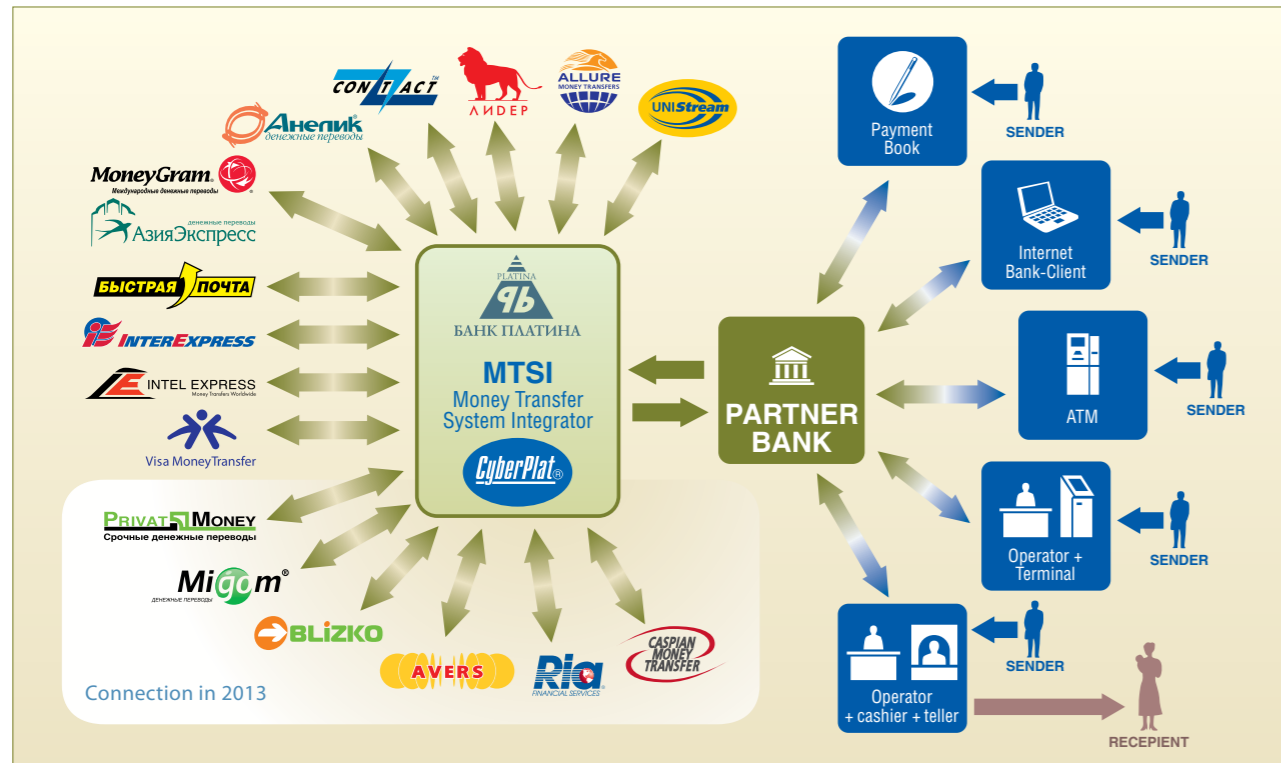 CONTACT™
ЛИДЕР
ALLURE
MONEY TRANSFERS
UNIStream
Анелик®
денежные переводы
MoneyGram®
Международные денежные переводы
денежные переводы
АзияЭкспресс
БЫСТРАЯ ПОЧТА
INTEREXPRESS
INTEL EXPRESS
Money Transfers Worldwide
Visa MoneyTransfer
PRIVAT MONEY
Срочные денежные переводы
Migom®
ДЕНЕЖНЫЕ ПЕРЕВОДЫ
BLiZKO
AVERS
Ria
FINANCIAL SERVICES
CASPIAN
MONEY
TRANSFER
Connection in 2013
PLATINA
БАНК ПЛАТИНА
MTSI
Money Transfer
System Integrator
CyberPlat®
PARTNER
BANK
Payment
Book
SENDER
Internet
Bank-Client
SENDER
ATM
SENDER
Operator +
Terminal
SENDER
Operator
+ cashier + teller
SENDER
RECEPIENT